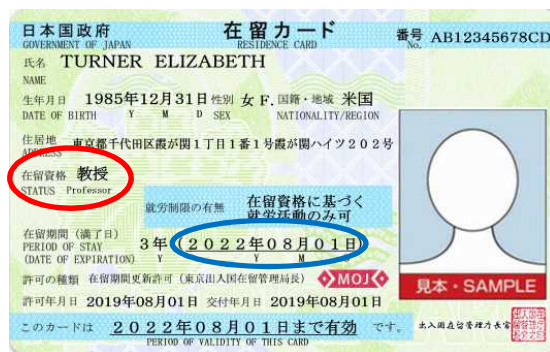 日本国政府 在留カード 番号 AB12345678CD
GOVERNMENT OF JAPAN RESIDENCE CARD No.
氏名 TURNER ELIZABETH
NAME
生年月日 1985年12月31日 性別 女 F. 国籍・地域 米国
DATE OF BIRTH Y M D SEX NATIONALITY/REGION
住居地 東京都千代田区霞が関1丁目1番1号霞が関ハイツ202号
ADDRESS
在留資格 教授
STATUS Professor
就労制限の有無 在留資格に基づく
就労活動のみ可
在留期間(満了日) 3年(2022年08月01日)
PERIOD OF STAY
(DATE OF EXPIRATION) Y Y M
許可の種類 在留期間更新許可(東京出入国在留管理局長) MOJ
見本・SAMPLE
許可年月日 2019年08月01日 交付年月日 2019年08月01日
このカードは 2022年08月01日まで有効 です。 出入国在留管理庁長官
PERIOD OF VALIDITY OF THIS CARD